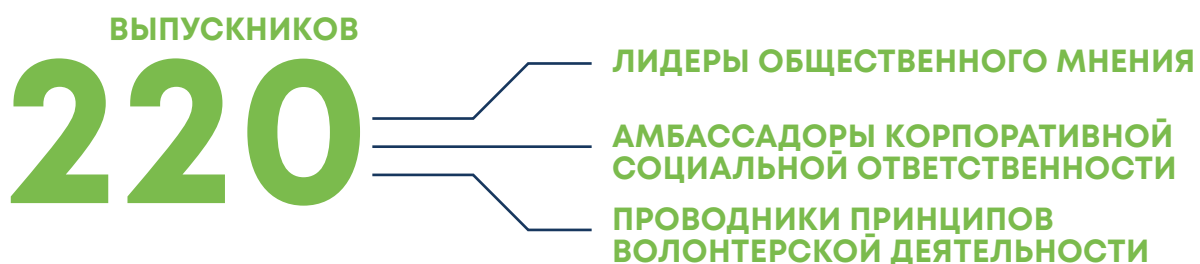 ВЫПУСКНИКОВ
220
ЛИДЕРЫ ОБЩЕСТВЕННОГО МНЕНИЯ
АМБАССАДОРЫ КОРПОРАТИВНОЙ
СОЦИАЛЬНОЙ ОТВЕТСТВЕННОСТИ
ПРОВОДНИКИ ПРИНЦИПОВ
ВОЛОНТЕРСКОЙ ДЕЯТЕЛЬНОСТИ